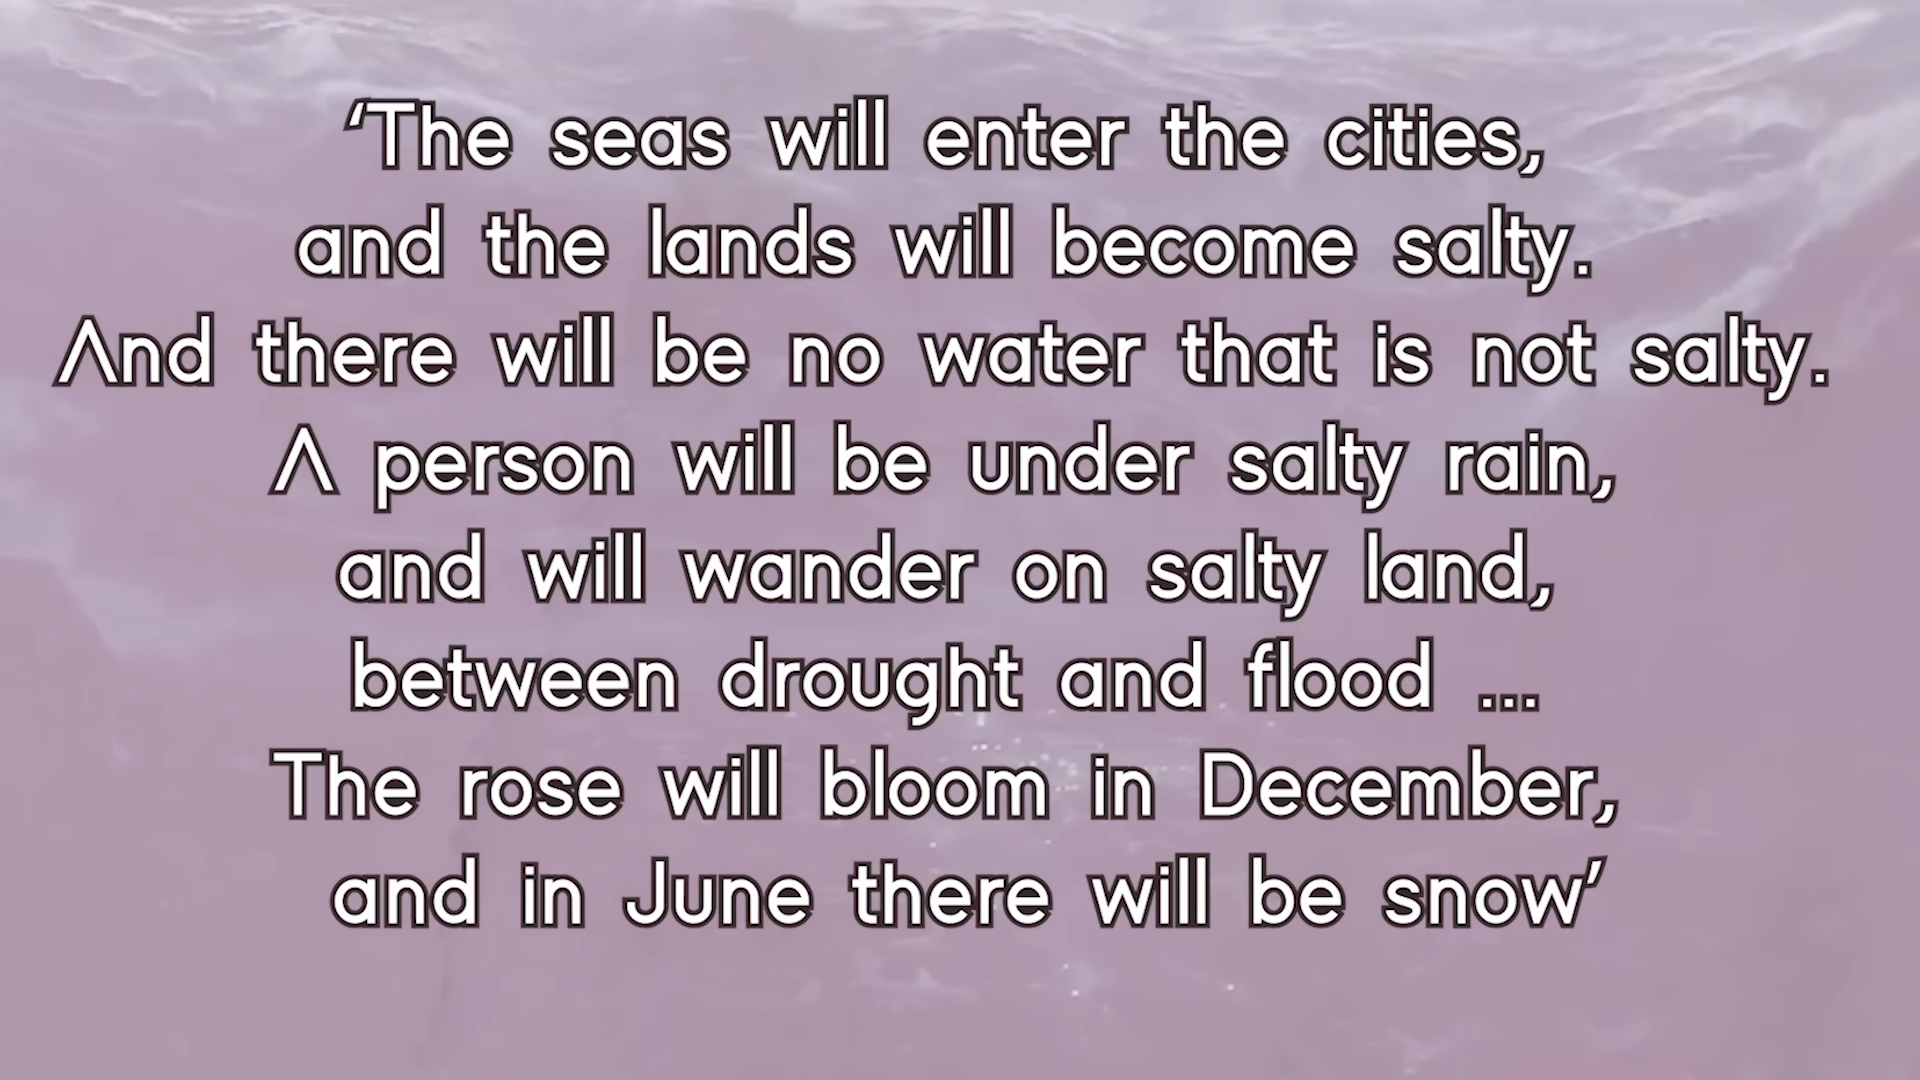 ‘The seas will enter the cities,
and the lands will become salty.
And there will be no water that is not salty.
A person will be under salty rain,
and will wander on salty land,
between drought and flood ...
The rose will bloom in December,
and in June there will be snow’